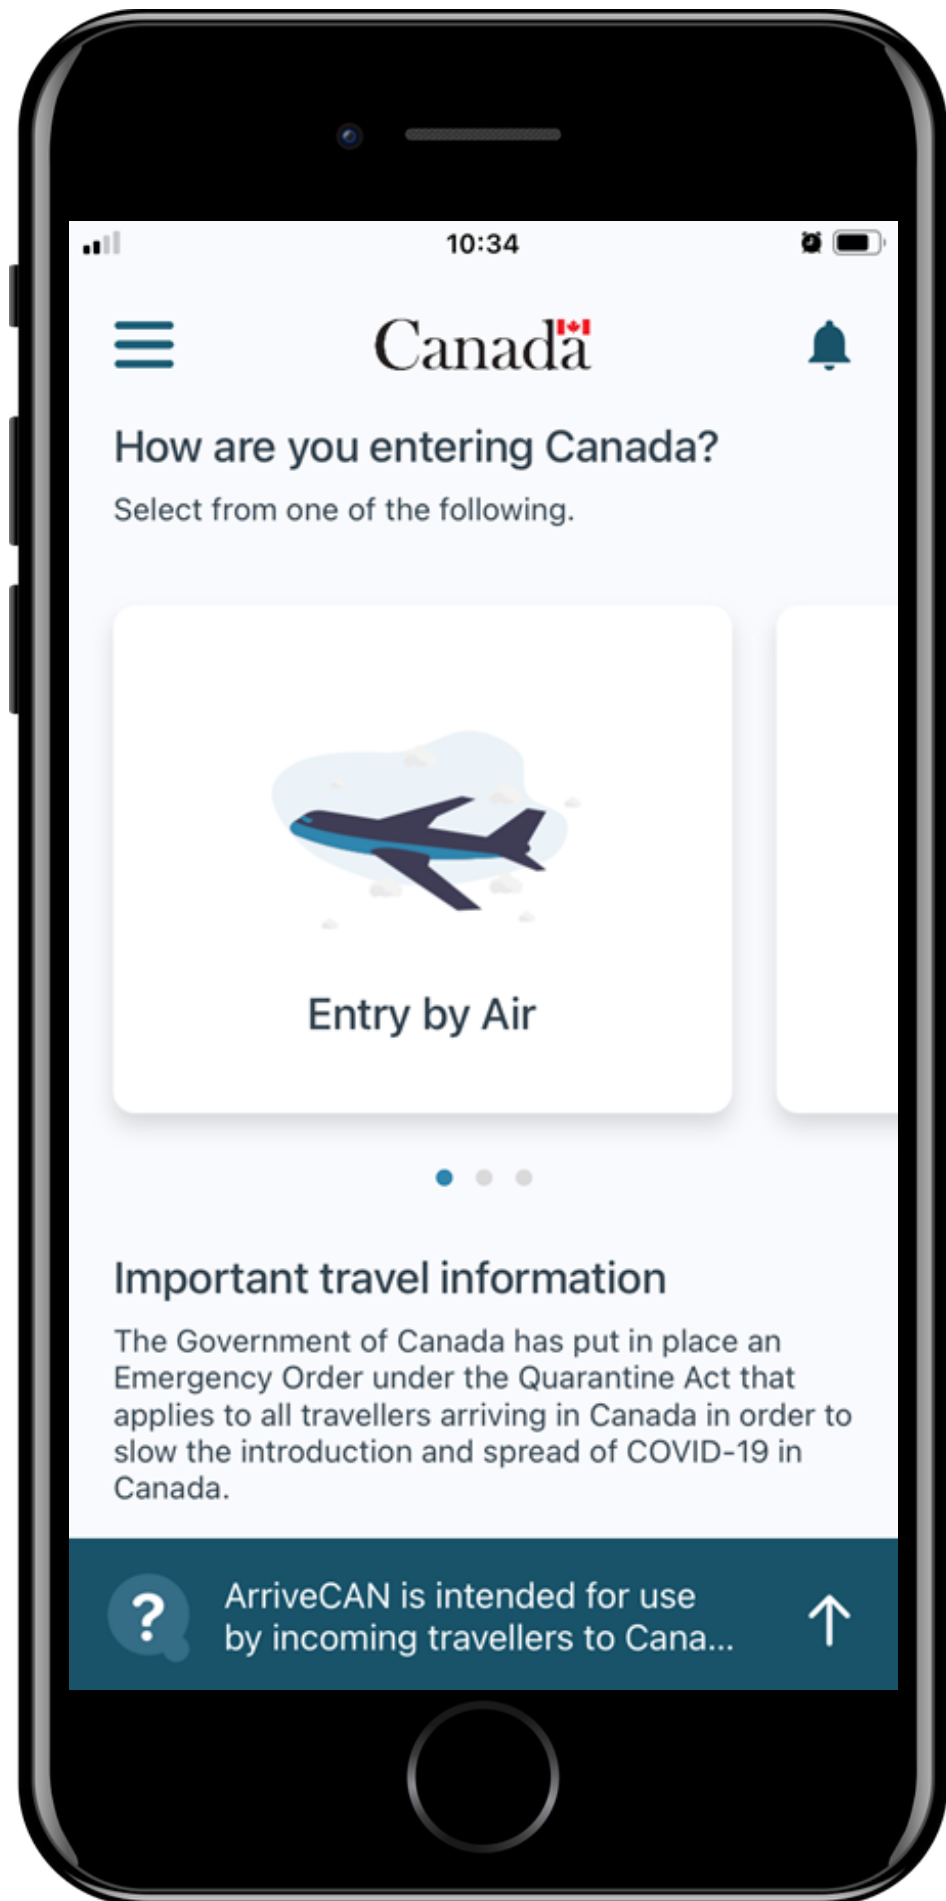 10:34
Canada
How are you entering Canada?
Select from one of the following.
Entry by Air
Important travel information
The Government of Canada has put in place an
Emergency Order under the Quarantine Act that
applies to all travellers arriving in Canada in order to
slow the introduction and spread of COVID-19 in
Canada.
?
ArriveCAN is intended for use
by incoming travellers to Cana...